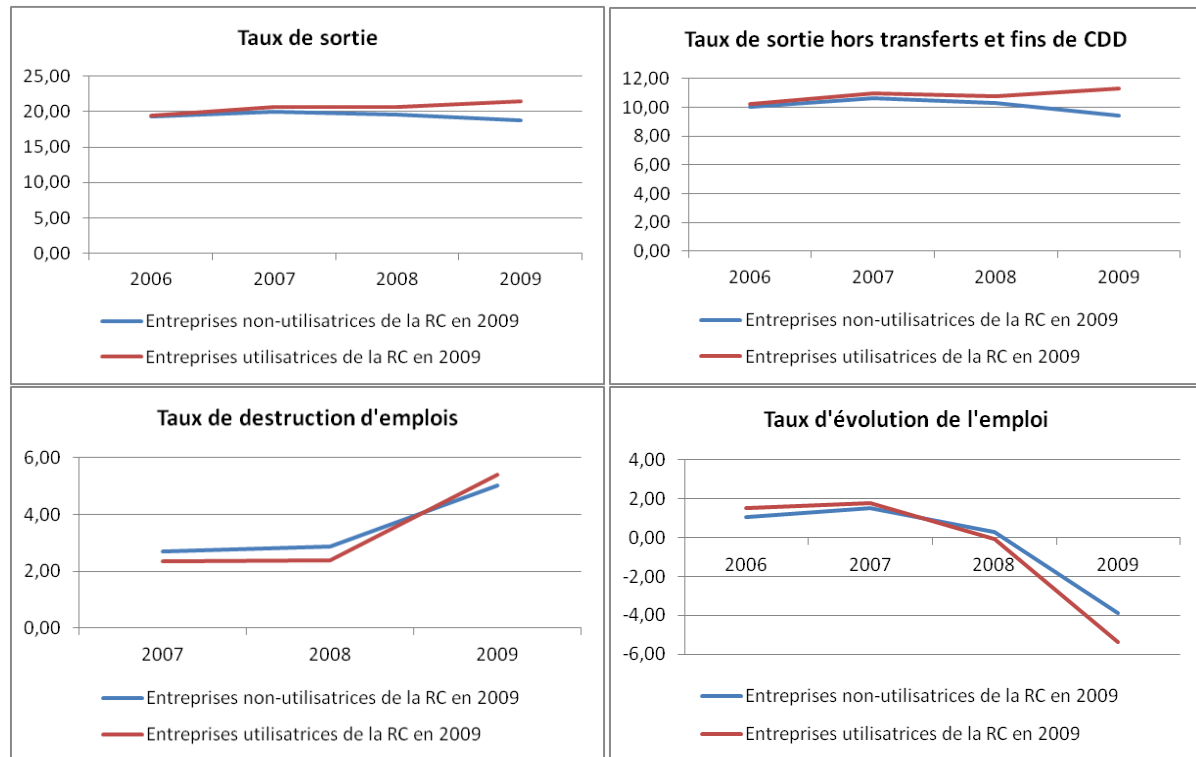 Taux de sortie
25,00
20,00
15,00
10,00
5,00
0,00
2006 2007 2008 2009
Entreprises non-utilisatrices de la RC en 2009
Entreprises utilisatrices de la RC en 2009
Taux de sortie hors transferts et fins de CDD
12,00
10,00
8,00
6,00
4,00
2,00
0,00
2006 2007 2008 2009
Entreprises non-utilisatrices de la RC en 2009
Entreprises utilisatrices de la RC en 2009
Taux de destruction d'emplois
6,00
4,00
2,00
0,00
2007 2008 2009
Entreprises non-utilisatrices de la RC en 2009
Entreprises utilisatrices de la RC en 2009
Taux d'évolution de l'emploi
4,00
2,00
0,00
2006 2007 2008 2009
-2,00
-4,00
-6,00
Entreprises non-utilisatrices de la RC en 2009
Entreprises utilisatrices de la RC en 2009